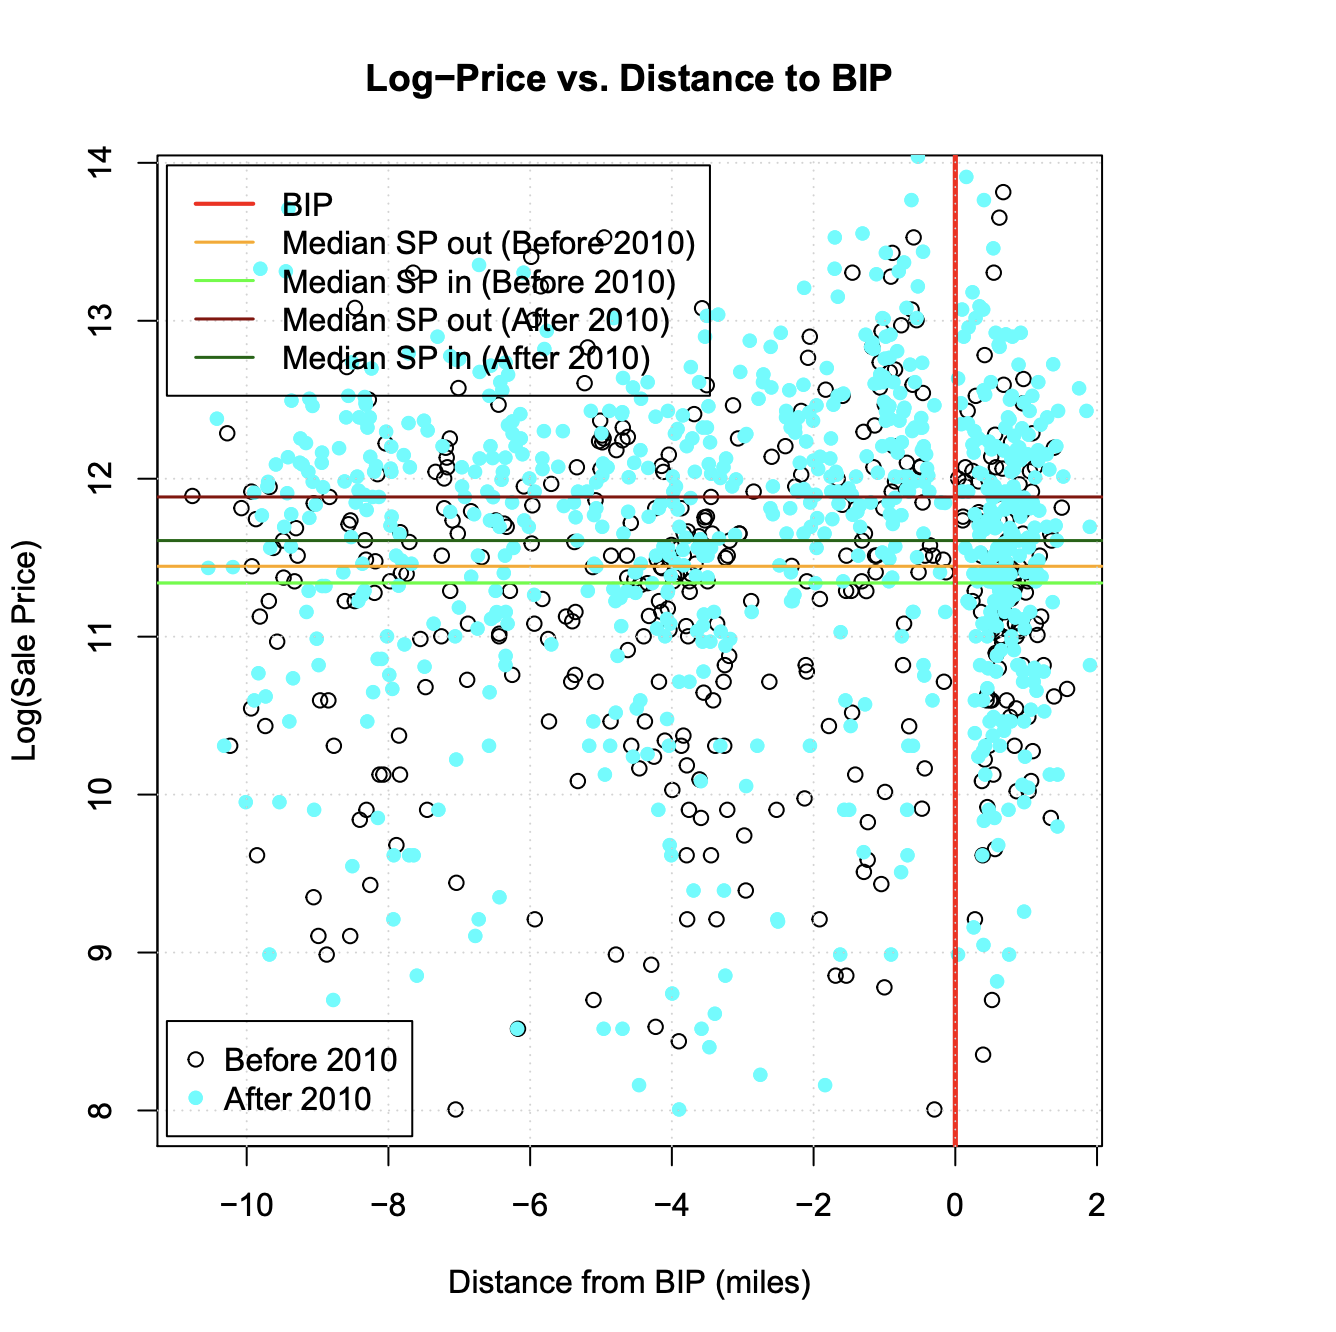 Log−Price vs. Distance to BIP
Log(Sale Price)
14
13
12
11
10
9
8
BIP
Median SP out (Before 2010)
Median SP in (Before 2010)
Median SP out (After 2010)
Median SP in (After 2010)
Before 2010
After 2010
−10 −8 −6 −4 −2 0 2
Distance from BIP (miles)